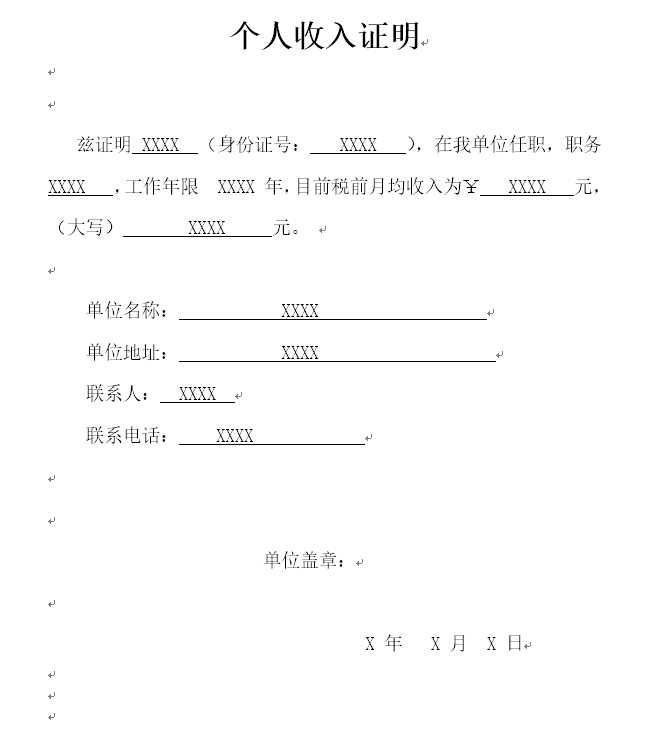 个人收入证明
兹证明 XXXX （身份证号： XXXX ），在我单位任职，职务
XXXX ，工作年限 XXXX 年，目前税前月均收入为￥ XXXX 元，
（大写） XXXX 元。
单位名称： XXXX
单位地址： XXXX
联系人： XXXX
联系电话： XXXX
单位盖章：
X 年 X 月 X 日